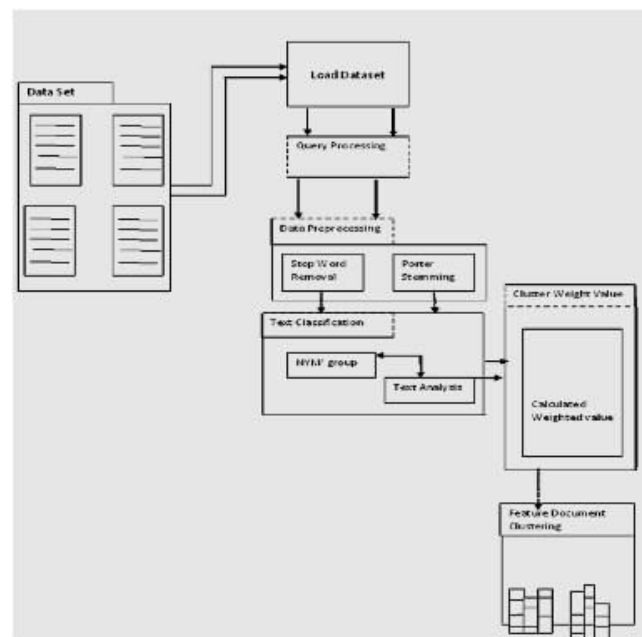 Load Dataset
Data Set
Query Processing
Data Preprocessing
Stop Word
Removal
Porter
Stemming
Cluster Weight Value
Text Classification
group
Text Analysis
Calculated
Weighted value
Feature Document
Clustering